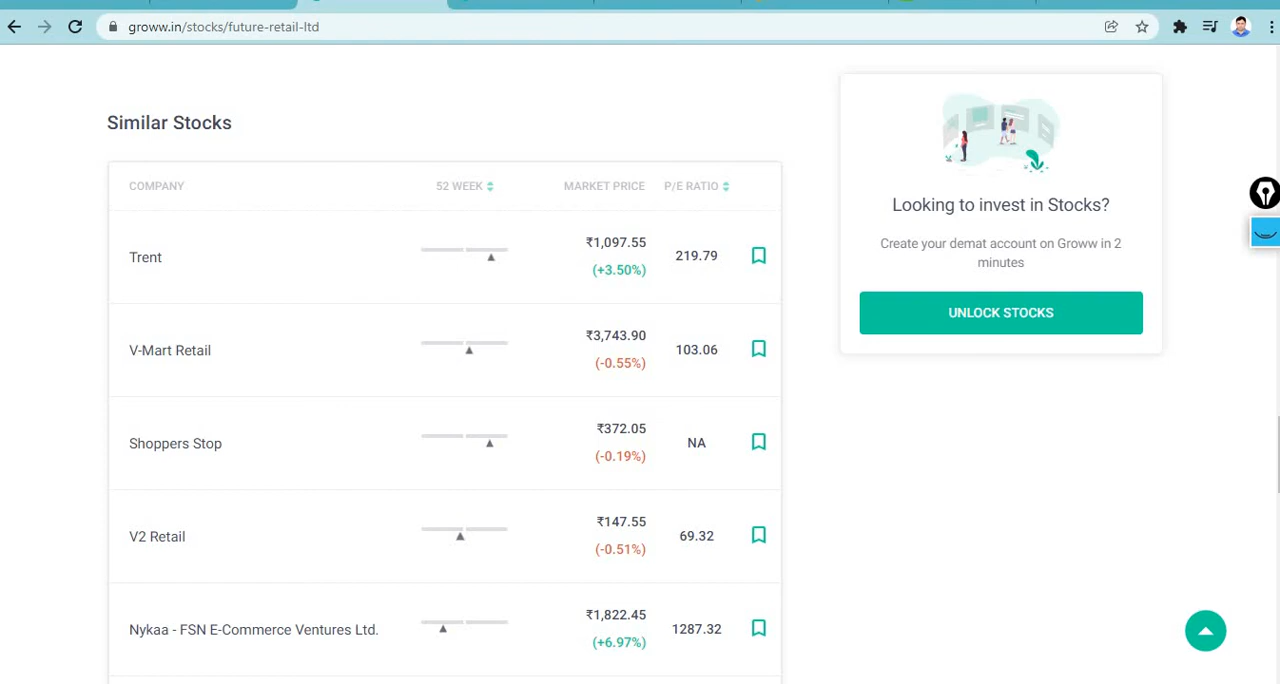 groww.in/stocks/future-retail-ltd
Similar Stocks
COMPANY 52 WEEK MARKET PRICE P/E RATIO
Trent ₹1,097.55 (+3.50%) 219.79
V-Mart Retail ₹3,743.90 (-0.55%) 103.06
Shoppers Stop ₹372.05 (-0.19%) NA
V2 Retail ₹147.55 (-0.51%) 69.32
Nykaa - FSN E-Commerce Ventures Ltd. ₹1,822.45 (+6.97%) 1287.32
Looking to invest in Stocks?
Create your demat account on Groww in 2
minutes
UNLOCK STOCKS